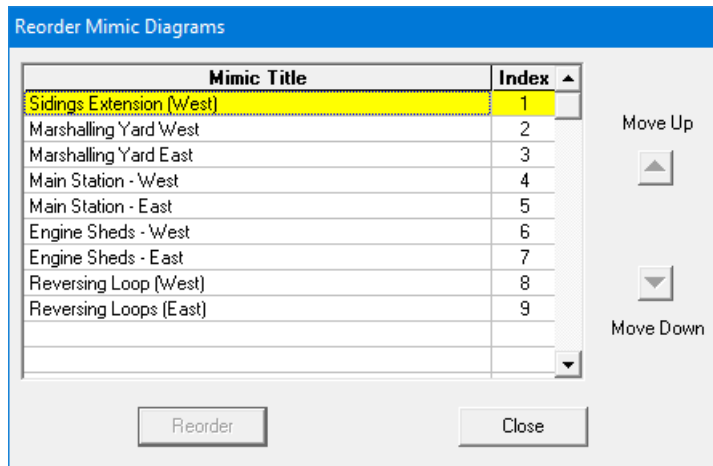 Reorder Mimic Diagrams
Mimic Title Index
Sidings Extension (West) 1
Marshalling Yard West 2
Marshalling Yard East 3
Main Station - West 4
Main Station - East 5
Engine Sheds - West 6
Engine Sheds - East 7
Reversing Loop (West) 8
Reversing Loops (East) 9
Move Up
Move Down
Reorder
Close